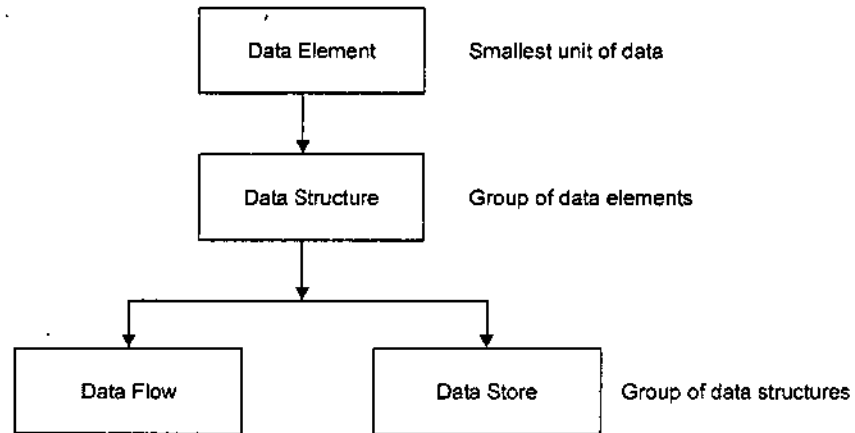 Data Element Smallest unit of data
Data Structure Group of data elements
Data Flow Data Store Group of data structures